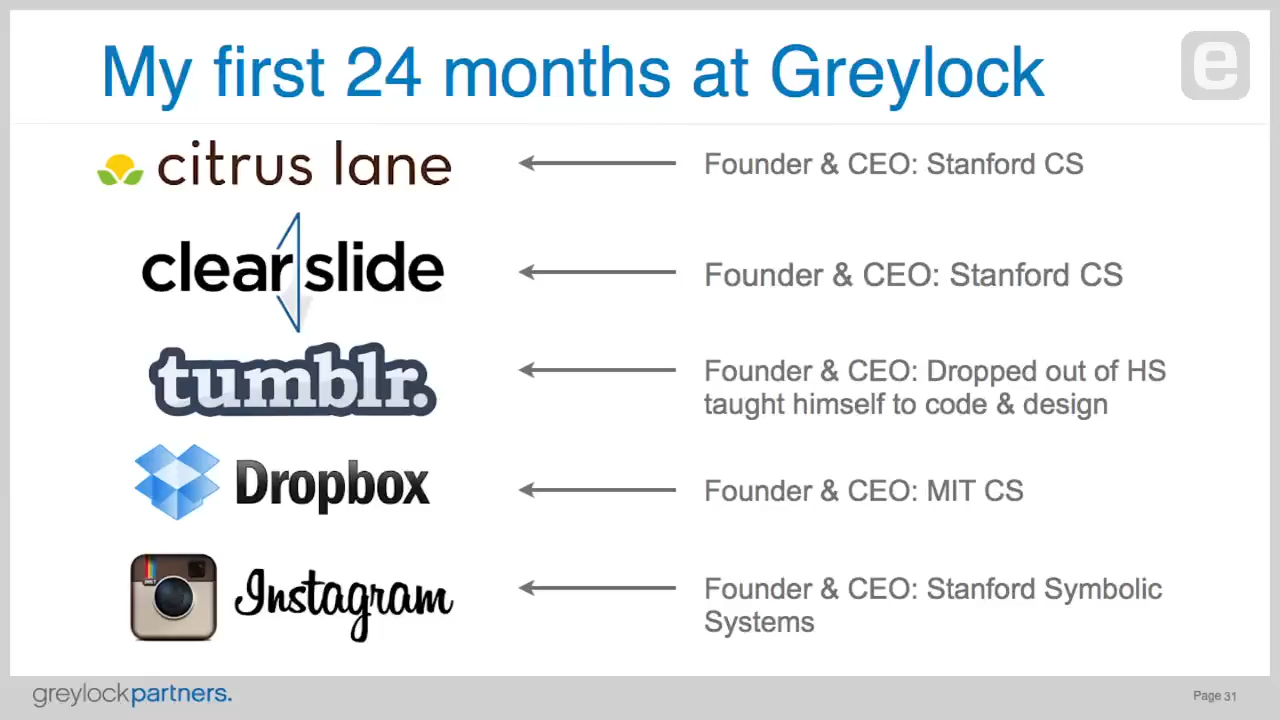 My first 24 months at Greylock
e
citrus lane
Founder & CEO: Stanford CS
clearslide
Founder & CEO: Stanford CS
tumblr.
Founder & CEO: Dropped out of HS
taught himself to code & design
Dropbox
Founder & CEO: MIT CS
Instagram
Founder & CEO: Stanford Symbolic
Systems
greylockpartners.
Page 31